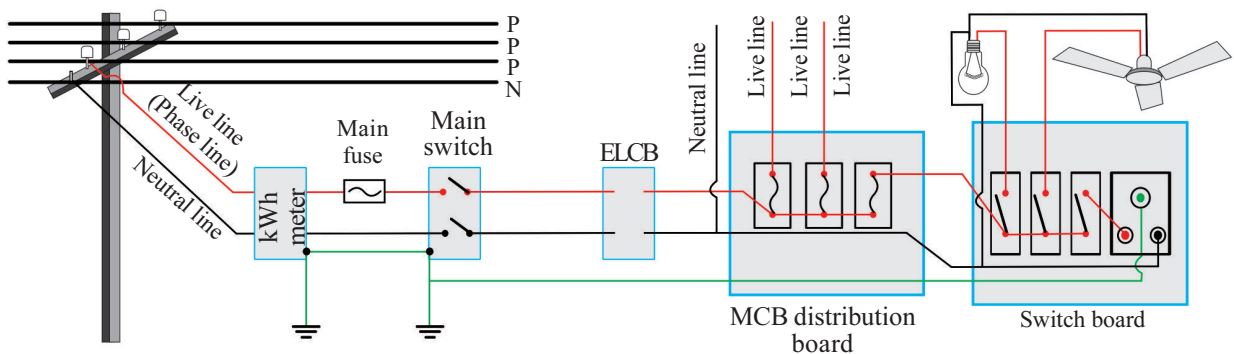 P
P
P
N
Live line
(Phase line)
Neutral line
kWh
meter
Main
fuse
Main
switch
ELCB
Neutral line
Live line
Live line
Live line
MCB distribution
board
Switch board